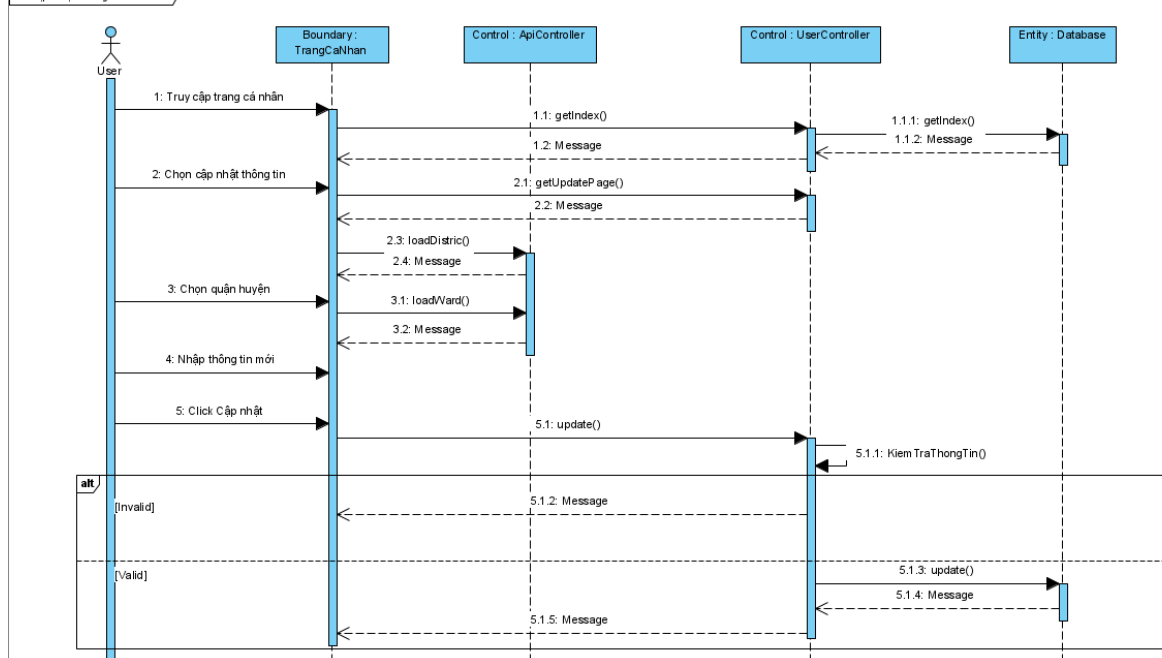 User
Boundary :
TrangCaNhan
Control : ApiController
Control : UserController
Entity : Database
1: Truy cập trang cá nhân
1.1: getIndex()
1.1.1: getIndex()
1.1.2: Message
1.2: Message
2: Chọn cập nhật thông tin
2.1: getUpdatePage()
2.2: Message
2.3: loadDistric()
2.4: Message
3: Chọn quận huyện
3.1: loadWard()
3.2: Message
4: Nhập thông tin mới
5: Click Cập nhật
5.1: update()
5.1.1: KiemTraThongTin()
alt
[Invalid]
5.1.2: Message
[Valid]
5.1.3: update()
5.1.4: Message
5.1.5: Message